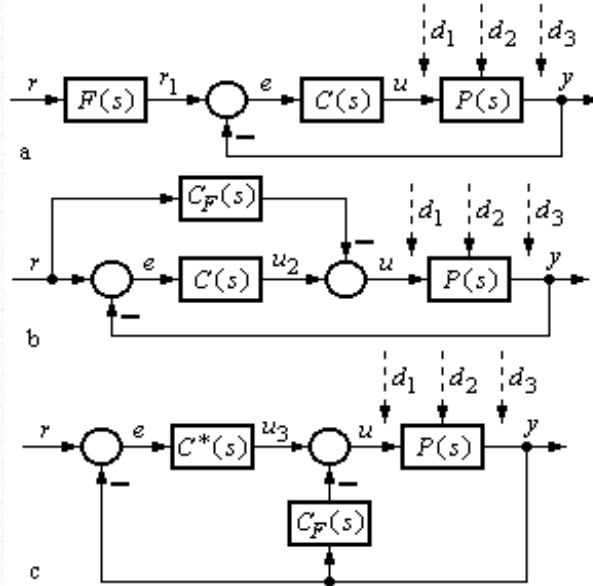 d1 d2 d3
r F(s) r1 e C(s) u P(s) y
−
a
CF(s)
− d1 d2 d3
r e C(s) u2 u P(s) y
−
b
d1 d2 d3
r e C*(s) u3 u P(s) y
− −
CF(s)
c